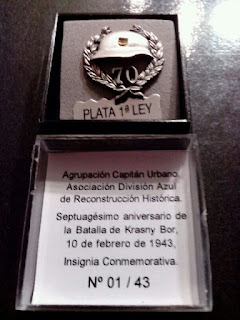 70
PLATA 1ª LEY
Agrupación Capitán Urbano.
Asociación División Azul
de Reconstrucción Histórica.
Septuagésimo aniversario de
la Batalla de Krasny Bor,
10 de febrero de 1943,
Insignia Conmemorativa.
Nº 01 / 43